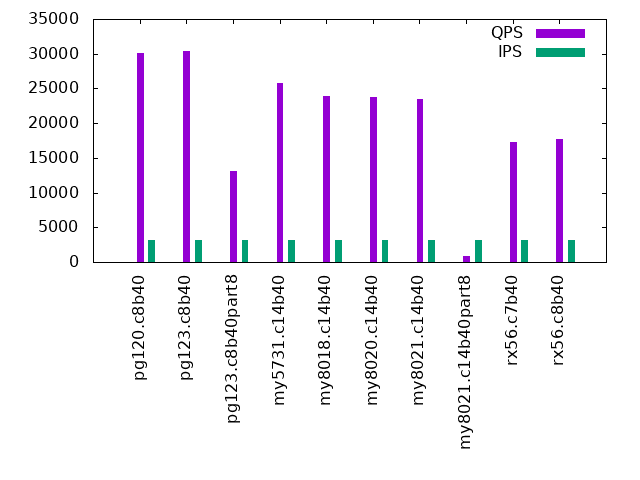 35000
30000
25000
20000
15000
10000
5000
0
QPS
IPS
pg120.c8b40
pg123.c8b40
pg123.c8b40part8
my5731.c14b40
my8018.c14b40
my8020.c14b40
my8021.c14b40
my8021.c14b40part8
rx56.c7b40
rx56.c8b40